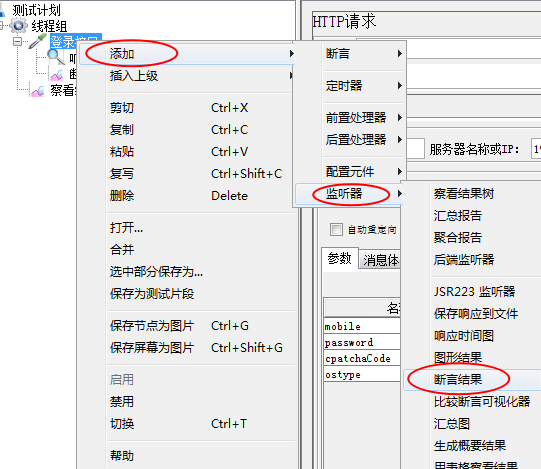 测试计划
线程组
登录接口
响
断
察看结
添加
插入上级
剪切 Ctrl+X
复制 Ctrl+C
粘贴 Ctrl+V
复写 Ctrl+Shift+C
删除 Delete
打开...
合并
选中部分保存为...
保存为测试片段
保存节点为图片 Ctrl+G
保存屏幕为图片 Ctrl+Shift+G
启用
禁用
切换 Ctrl+T
帮助
HTTP请求
断言
定时器
前置处理器
后置处理器
配置元件
监听器
服务器名称或IP: 19
自动重定向
参数 消息体
名
mobile
password
cpatchaCode
ostype
察看结果树
汇总报告
聚合报告
后端监听器
JSR223 监听器
保存响应到文件
响应时间图
图形结果
断言结果
比较断言可视化器
汇总图
生成概要结果
用表格察看结果